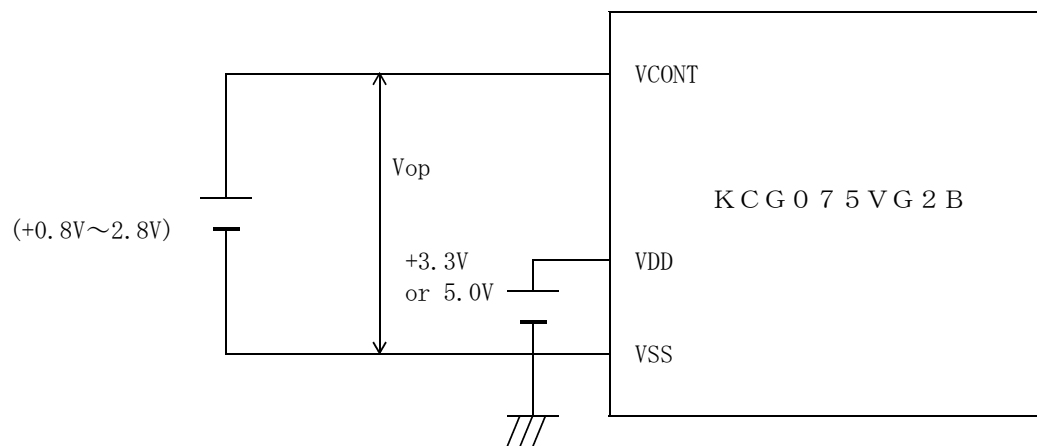 VCONT
Vop
ＫＣＧ０７５ＶＧ２Ｂ
(+0.8V～2.8V)
+3.3V
or 5.0V
VDD
VSS